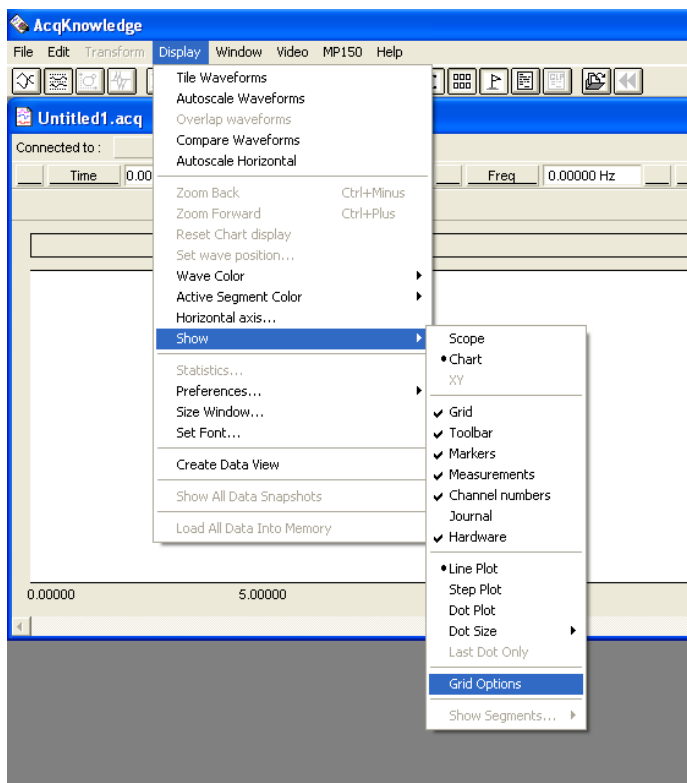 AcqKnowledge
File Edit Transform Display Window Video MP150 Help
Untitled1.acq
Connected to :
Time 0.00 Freq 0.00000 Hz
Tile Waveforms
Autoscale Waveforms
Overlap waveforms
Compare Waveforms
Autoscale Horizontal
Zoom Back Ctrl+Minus
Zoom Forward Ctrl+Plus
Reset Chart display
Set wave position...
Wave Color
Active Segment Color
Horizontal axis...
Show
Statistics...
Preferences...
Size Window...
Set Font...
Create Data View
Show All Data Snapshots
Load All Data Into Memory
Scope
Chart
XY
Grid
Toolbar
Markers
Measurements
Channel numbers
Journal
Hardware
Line Plot
Step Plot
Dot Plot
Dot Size
Last Dot Only
Grid Options
Show Segments...
0.00000 5.00000